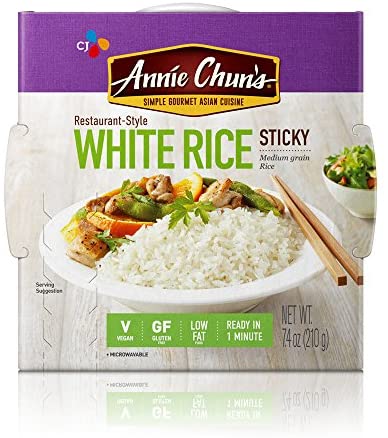 CJ
Annie Chun's®
SIMPLE GOURMET ASIAN CUISINE
Restaurant-Style
WHITE RICE STICKY
Medium grain
Rice
Serving
Suggestion
V
VEGAN
GF
GLUTEN
FREE
LOW
FAT
FOOD
READY IN
1 MINUTE
• MICROWAVABLE
NET WT.
7.4 oz (210 g)